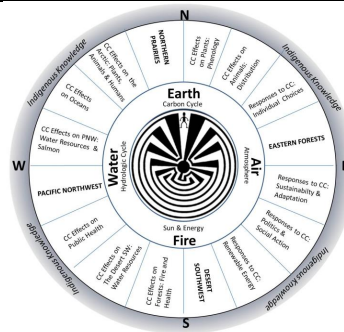 N
Indigenous Knowledge
NORTHERN
PRAIRIES
CC Effects
on Plants:
Phenology
CC Effects on
Animals:
Distribution
Responses to CC:
Individual Choices
EASTERN FORESTS
Responses to CC:
Sustainability &
Adaptation
Responses to CC:
Politics &
Social Action
Responses to CC:
Renewable Energy
DESERT
SOUTHWEST
CC Effects on
Forests: Fire and
Health
CC Effects on
The Desert SW:
Water Resources
CC Effects on
Public Health
PACIFIC NORTHWEST
CC Effects on PNW:
Water Resources &
Salmon
CC Effects
on Oceans
CC Effects on the
Arctic: Plants,
Animals & Humans
Indigenous Knowledge
Indigenous Knowledge
Indigenous Knowledge
W
S
Earth
Carbon Cycle
Air
Atmosphere
Sun & Energy
Fire
Water
Hydrologic Cycle